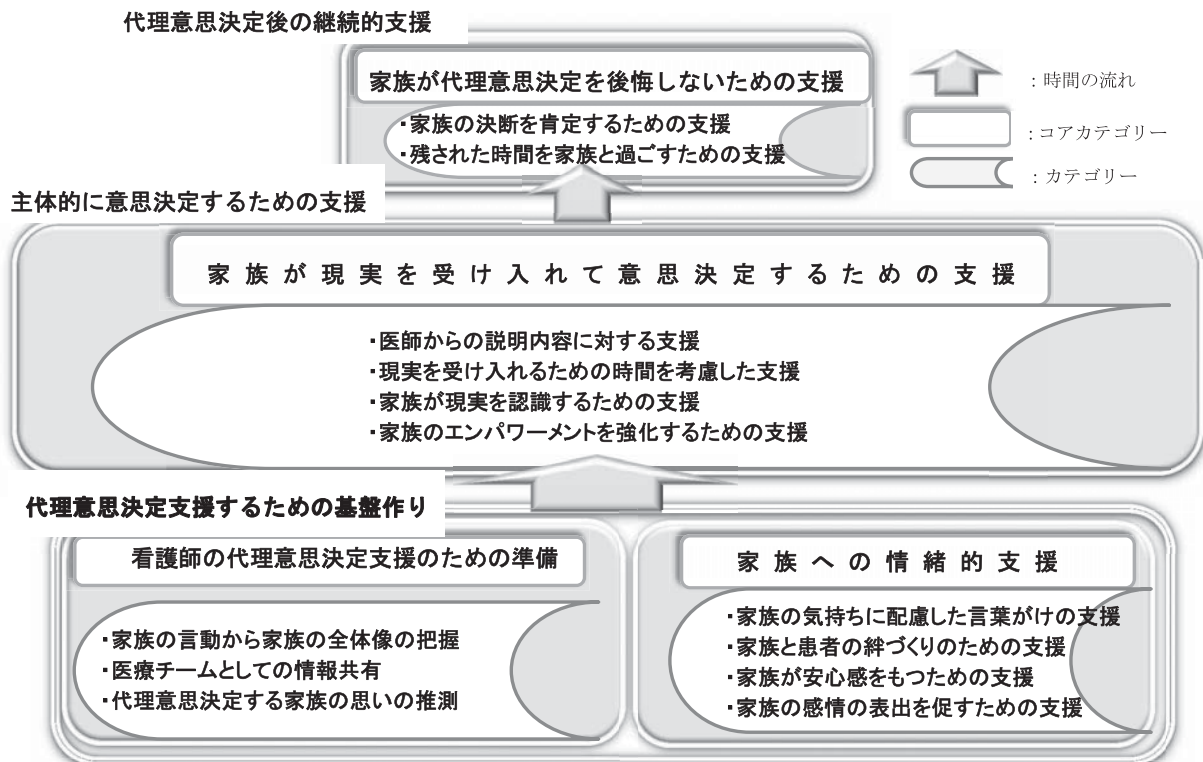 代理意思決定後の継続的支援
家族が代理意思決定を後悔しないための支援
・家族の決断を肯定するための支援
・残された時間を家族と過ごすための支援
:時間の流れ
:コアカテゴリー
:カテゴリー
主体的に意思決定するための支援
家族が現実を受け入れて意思決定するための支援
・医師からの説明内容に対する支援
・現実を受け入れるための時間を考慮した支援
・家族が現実を認識するための支援
・家族のエンパワーメントを強化するための支援
代理意思決定支援するための基盤作り
看護師の代理意思決定支援のための準備
・家族の言動から家族の全体像の把握
・医療チームとしての情報共有
・代理意思決定する家族の思いの推測
家族への情緒的支援
・家族の気持ちに配慮した言葉がけの支援
・家族と患者の絆づくりのための支援
・家族が安心感をもつための支援
・家族の感情の表出を促すための支援